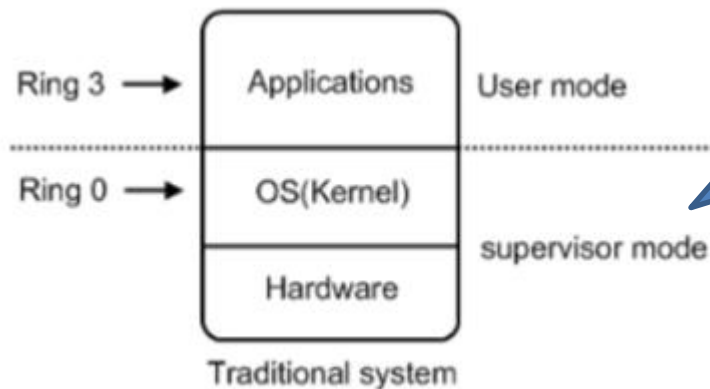 Ring 3 Applications User mode
Ring 0 OS(Kernel)
supervisor mode
Hardware
Traditional system